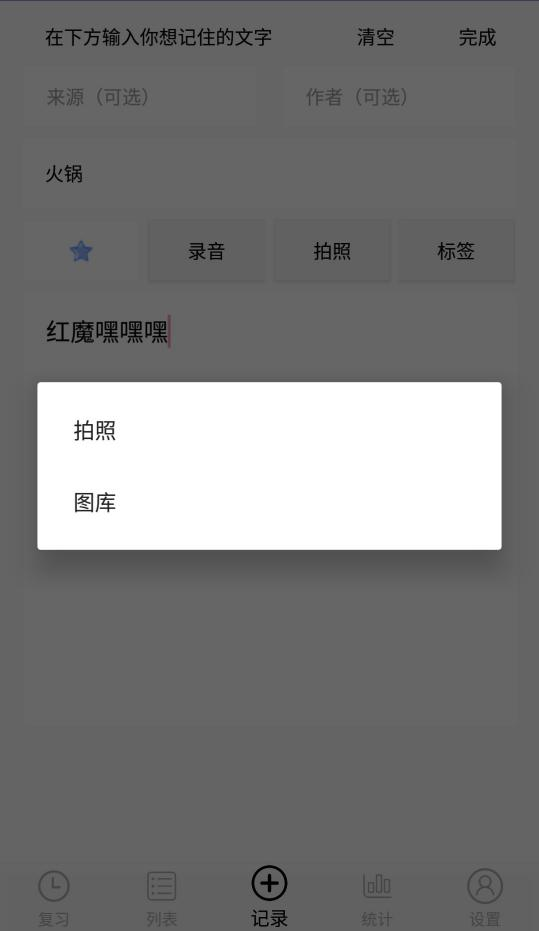 在下方输入你想记住的文字 清空 完成
来源（可选） 作者（可选）
火锅
录音 拍照 标签
红魔嘿嘿嘿
拍照
图库
复习 列表 记录 统计 设置